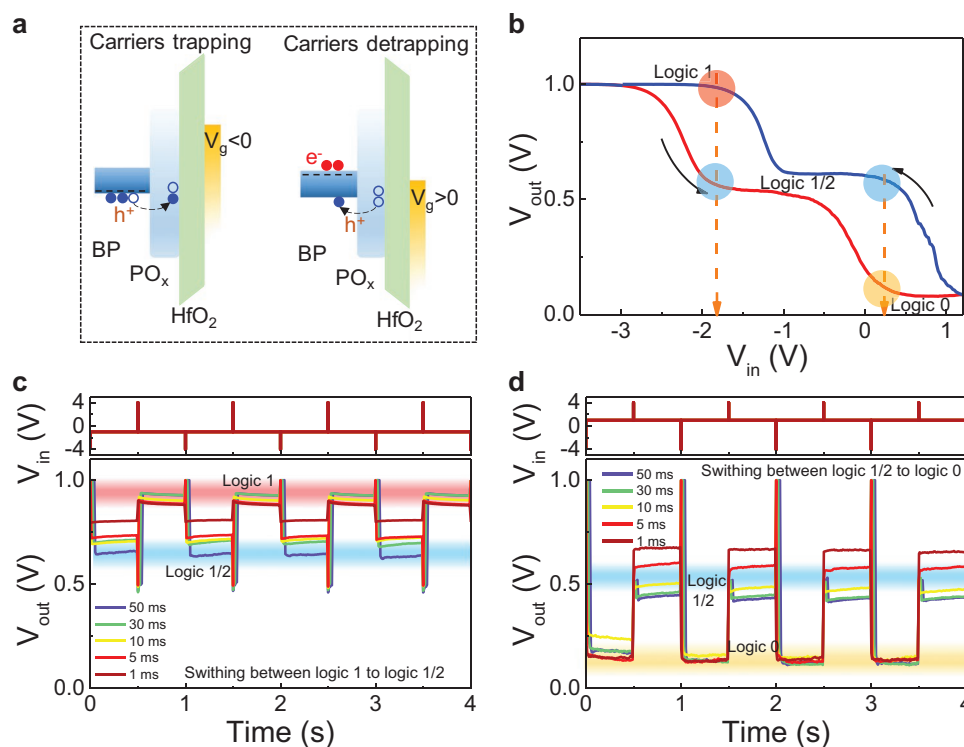 a
Carriers trapping
Carriers detrapping
V_g<0
V_g>0
e⁻
h⁺
h⁺
BP
BP
PO_x
PO_x
HfO₂
HfO₂
b
Logic 1
Logic 1/2
Logic 0
V_out (V)
1.0
0.5
0.0
-3
-2
-1
0
1
V_in (V)
c
V_in (V)
4
0
-4
Logic 1
Logic 1/2
V_out (V)
1.0
0.5
0.0
50 ms
30 ms
10 ms
5 ms
1 ms
Swithing between logic 1 to logic 1/2
0
1
2
3
4
Time (s)
d
V_in (V)
4
0
-4
Swithing between logic 1/2 to logic 0
50 ms
30 ms
10 ms
5 ms
1 ms
Logic
1/2
Logic 0
V_out (V)
1.0
0.5
0.0
0
1
2
3
4
Time (s)